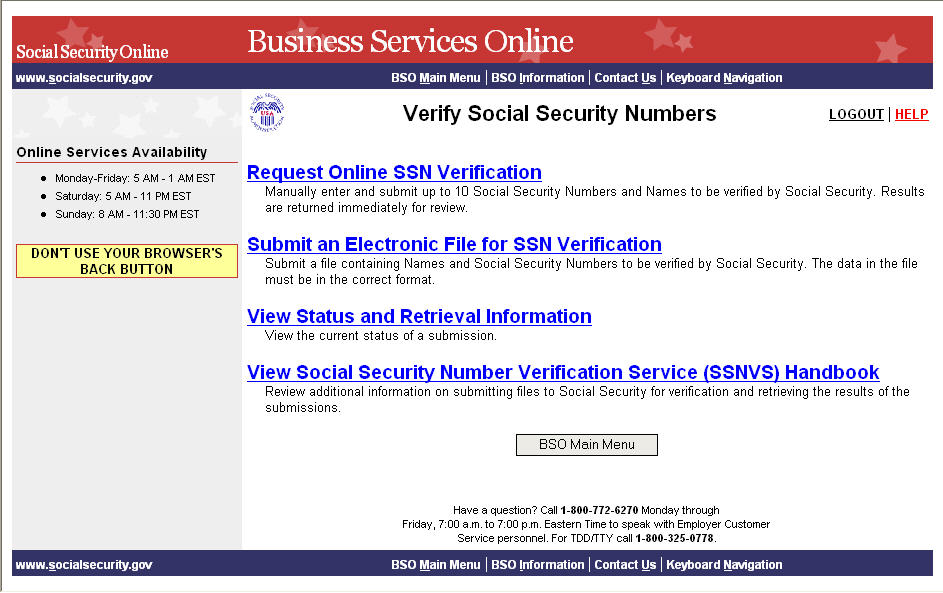 Social Security Online
Business Services Online
www.socialsecurity.gov
BSO Main Menu | BSO Information | Contact Us | Keyboard Navigation
Verify Social Security Numbers
LOGOUT | HELP
Online Services Availability
• Monday-Friday: 5 AM - 1 AM EST
• Saturday: 5 AM - 11 PM EST
• Sunday: 8 AM - 11:30 PM EST
DON'T USE YOUR BROWSER'S
BACK BUTTON
Request Online SSN Verification
Manually enter and submit up to 10 Social Security Numbers and Names to be verified by Social Security. Results
are returned immediately for review.
Submit an Electronic File for SSN Verification
Submit a file containing Names and Social Security Numbers to be verified by Social Security. The data in the file
must be in the correct format.
View Status and Retrieval Information
View the current status of a submission.
View Social Security Number Verification Service (SSNVS) Handbook
Review additional information on submitting files to Social Security for verification and retrieving the results of the
submissions.
BSO Main Menu
Have a question? Call 1-800-772-6270 Monday through
Friday, 7:00 a.m. to 7:00 p.m. Eastern Time to speak with Employer Customer
Service personnel. For TDD/TTY call 1-800-325-0778.
www.socialsecurity.gov
BSO Main Menu | BSO Information | Contact Us | Keyboard Navigation